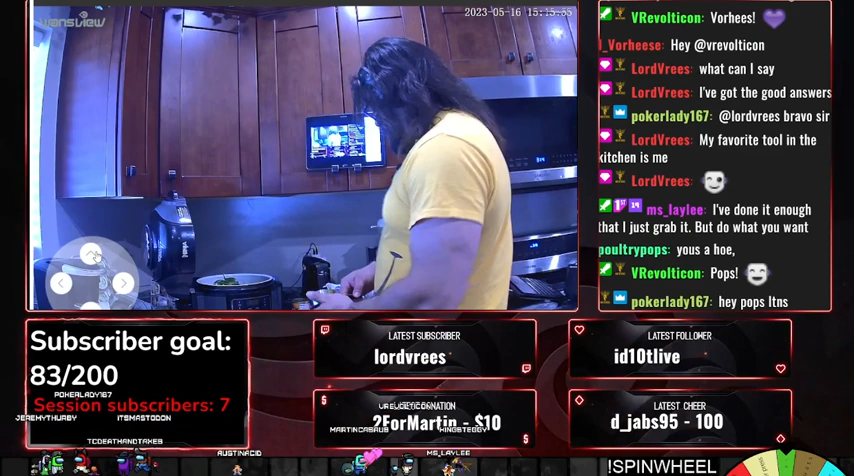 wansview
2023-05-16 15:15:55
VRevolticon: Vorhees!
l_Vorheese: Hey @vrevolticon
LordVrees: what can I say
LordVrees: I've got the good answers
pokerlady167: @lordvrees bravo sir
LordVrees: My favorite tool in the
kitchen is me
LordVrees:
1ST 19 ms_laylee: I've done it enough
that I just grab it. But do what you want
poultrypops: yous a hoe,
VRevolticon: Pops!
pokerlady167: hey pops ltns
Subscriber goal:
83/200
Session subscribers: 7
POKERLADY167
JEREMYTHURBY
ITSMASTODON
TCDEATHANDTAXES
LATEST SUBSCRIBER
lordvrees
LATEST FOLLOWER
id10tlive
2ForMartin - $10
LATEST CHEER
d_jabs95 - 100
AUSTINACID
MS_LAYLEE
!SPINWHEEL